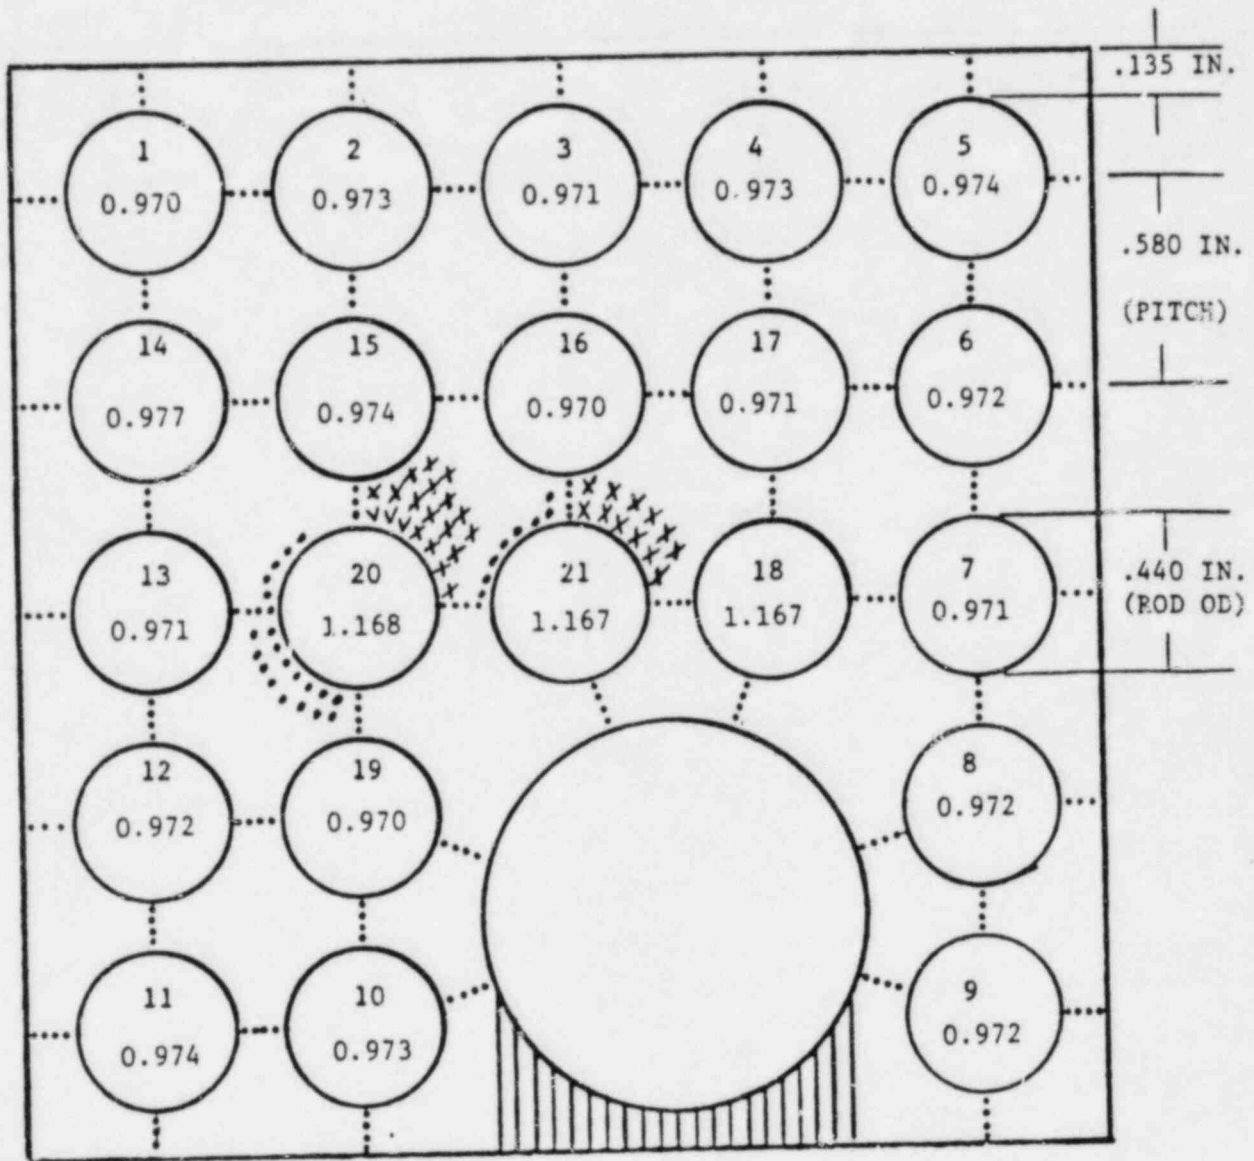 .135 IN.
1 2 3 4 5
0.970 0.973 0.971 0.973 0.974
.580 IN.
(PITCH)
14 15 16 17 6
0.977 0.974 0.970 0.971 0.972
13 20 21 18 7
0.971 1.168 1.167 1.167 0.971
.440 IN.
(ROD OD)
12 19 8
0.972 0.970 0.972
11 10 9
0.974 0.973 0.972